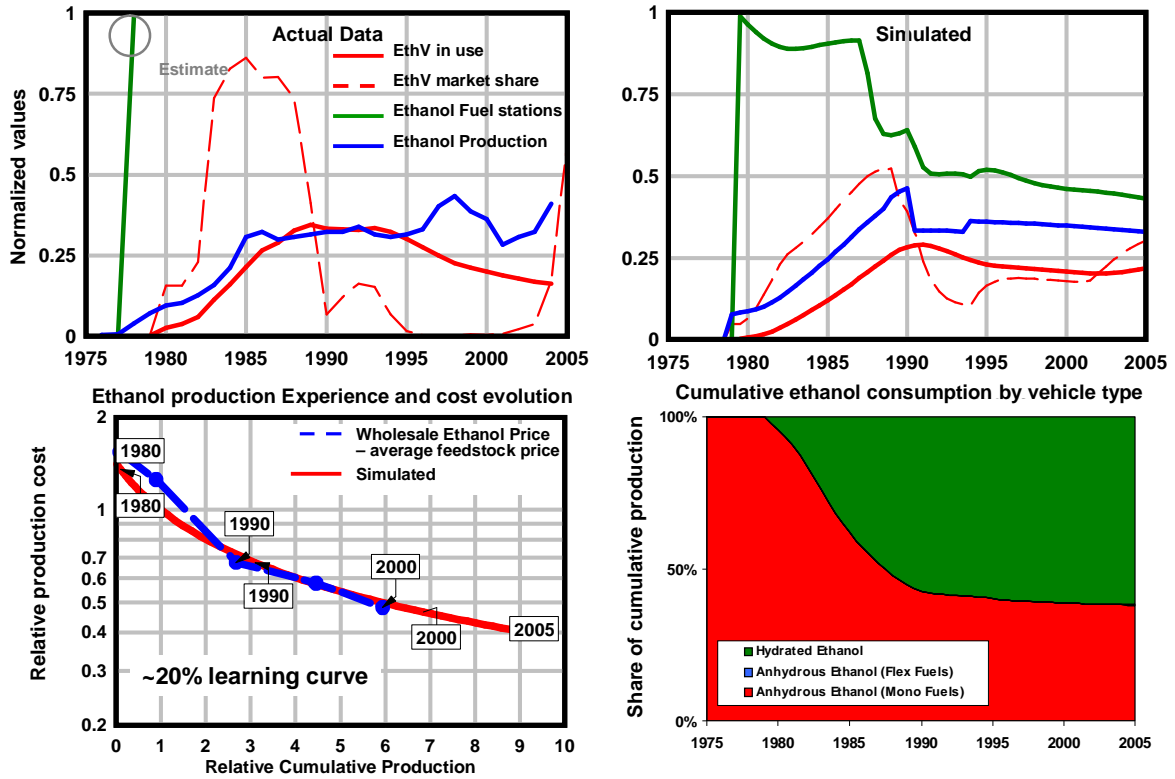 Actual Data
Estimate
EthV in use
EthV market share
Ethanol Fuel stations
Ethanol Production
Normalized values
1
0.75
0.5
0.25
0
1975 1980 1985 1990 1995 2000 2005
Simulated
1
0.75
0.5
0.25
0
1975 1980 1985 1990 1995 2000 2005
Ethanol production Experience and cost evolution
Wholesale Ethanol Price
– average feedstock price
Simulated
1980
1980
1990
1990
2000
2000
2005
~20% learning curve
Relative production cost
2
1
0.7
0.6
0.5
0.4
0.3
0.2
0 1 2 3 4 5 6 7 8 9 10
Relative Cumulative Production
Cumulative ethanol consumption by vehicle type
Share of cumulative production
100%
50%
0%
Hydrated Ethanol
Anhydrous Ethanol (Flex Fuels)
Anhydrous Ethanol (Mono Fuels)
1975 1980 1985 1990 1995 2000 2005